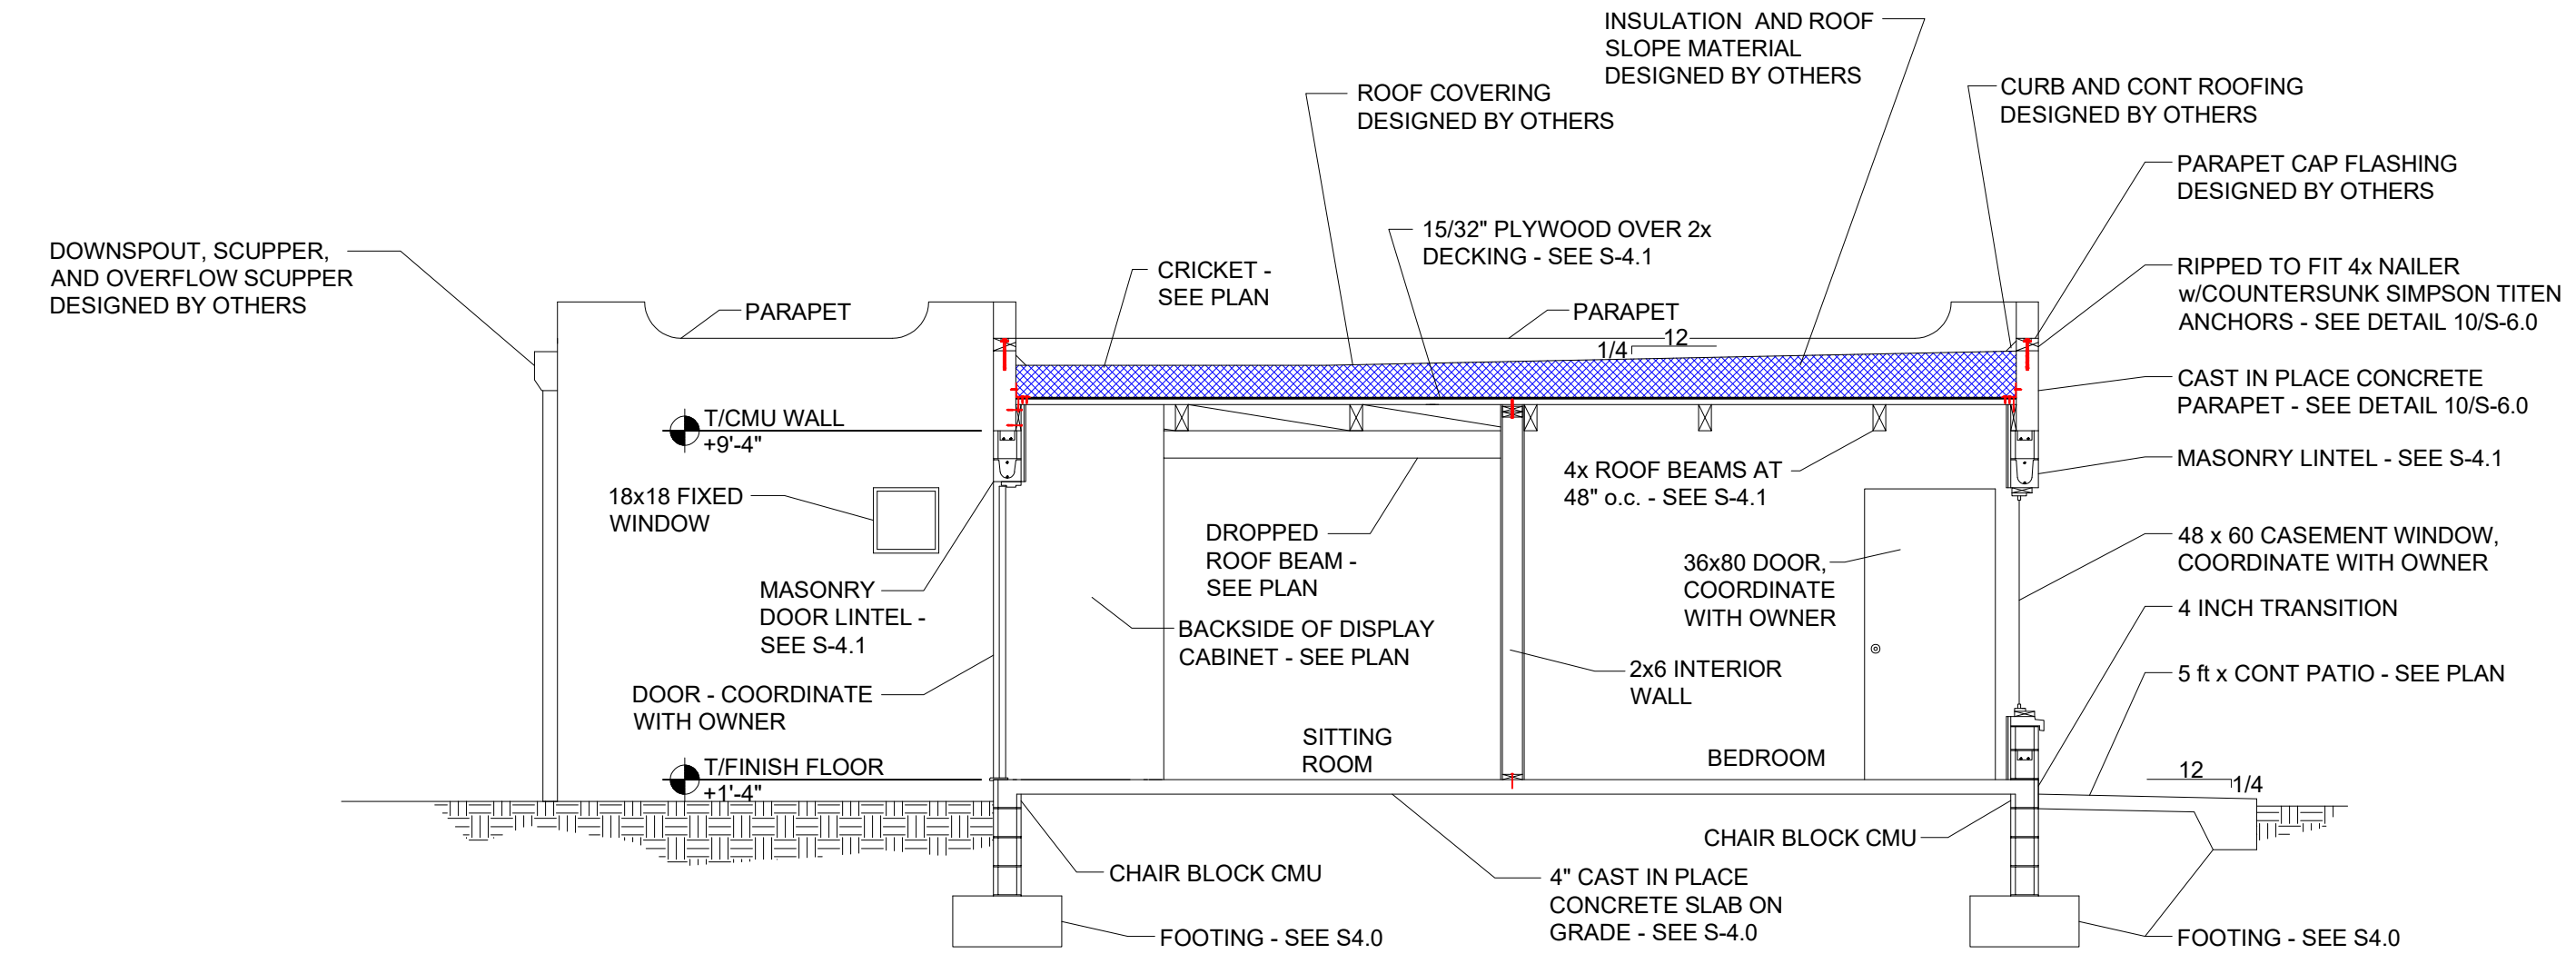 INSULATION AND ROOF
SLOPE MATERIAL
DESIGNED BY OTHERS
ROOF COVERING
DESIGNED BY OTHERS
CURB AND CONT ROOFING
DESIGNED BY OTHERS
PARAPET CAP FLASHING
DESIGNED BY OTHERS
DOWNSPOUT, SCUPPER,
AND OVERFLOW SCUPPER
DESIGNED BY OTHERS
CRICKET -
SEE PLAN
15/32" PLYWOOD OVER 2x
DECKING - SEE S-4.1
RIPPED TO FIT 4x NAILER
w/COUNTERSUNK SIMPSON TITEN
ANCHORS - SEE DETAIL 10/S-6.0
PARAPET
PARAPET
12
1/4
CAST IN PLACE CONCRETE
PARAPET - SEE DETAIL 10/S-6.0
T/CMU WALL
+9'-4"
MASONRY LINTEL - SEE S-4.1
18x18 FIXED
WINDOW
4x ROOF BEAMS AT
48" o.c. - SEE S-4.1
DROPPED
ROOF BEAM -
SEE PLAN
36x80 DOOR,
COORDINATE
WITH OWNER
48 x 60 CASEMENT WINDOW,
COORDINATE WITH OWNER
MASONRY
DOOR LINTEL -
SEE S-4.1
4 INCH TRANSITION
BACKSIDE OF DISPLAY
CABINET - SEE PLAN
2x6 INTERIOR
WALL
5 ft x CONT PATIO - SEE PLAN
DOOR - COORDINATE
WITH OWNER
SITTING
ROOM
BEDROOM
T/FINISH FLOOR
+1'-4"
12
1/4
CHAIR BLOCK CMU
CHAIR BLOCK CMU
4" CAST IN PLACE
CONCRETE SLAB ON
GRADE - SEE S-4.0
FOOTING - SEE S4.0
FOOTING - SEE S4.0